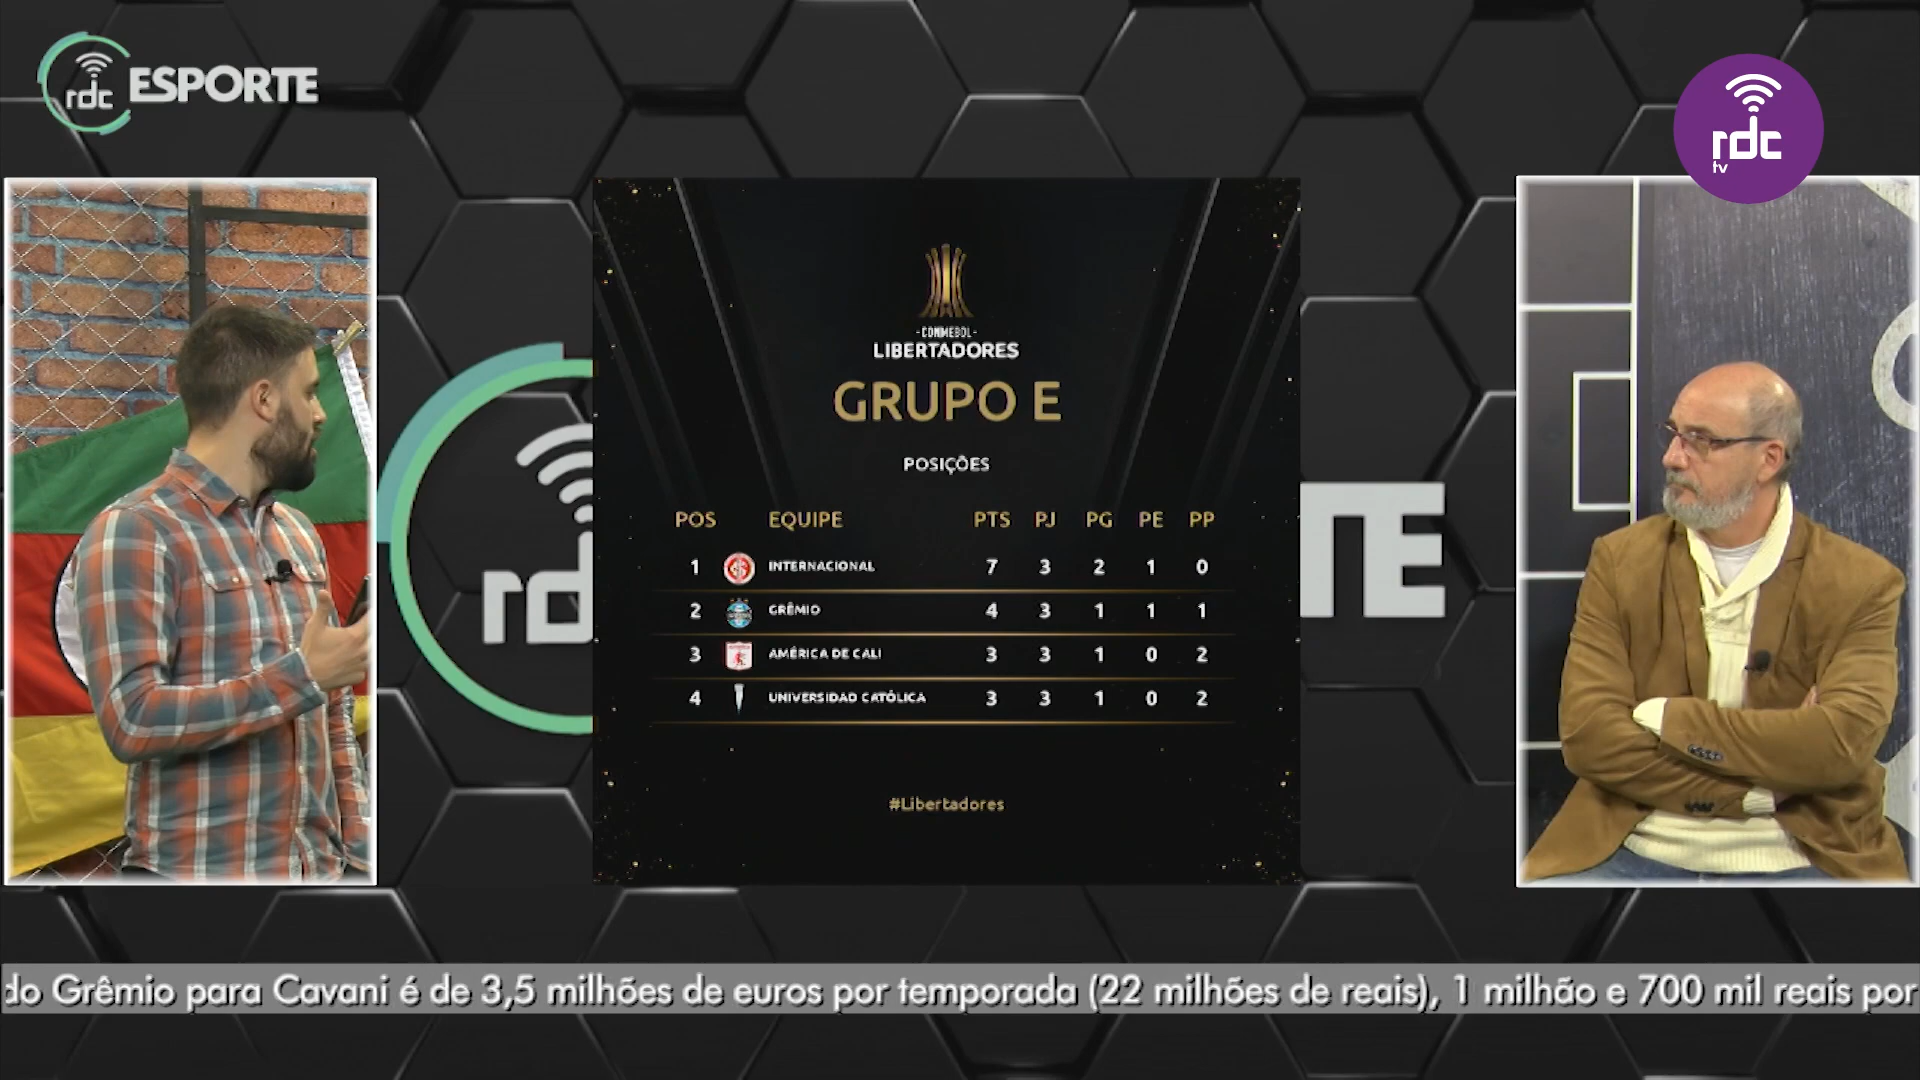 rdc ESPORTE
rdc
tv
- CONMEBOL -
LIBERTADORES
GRUPO E
POSIÇÕES
POS EQUIPE PTS PJ PG PE PP
1 INTERNACIONAL 7 3 2 1 0
2 GRÊMIO 4 3 1 1 1
3 AMÉRICA DE CALI 3 3 1 0 2
4 UNIVERSIDAD CATÓLICA 3 3 1 0 2
#Libertadores
rdc TE
do Grêmio para Cavani é de 3,5 milhões de euros por temporada (22 milhões de reais), 1 milhão e 700 mil reais por